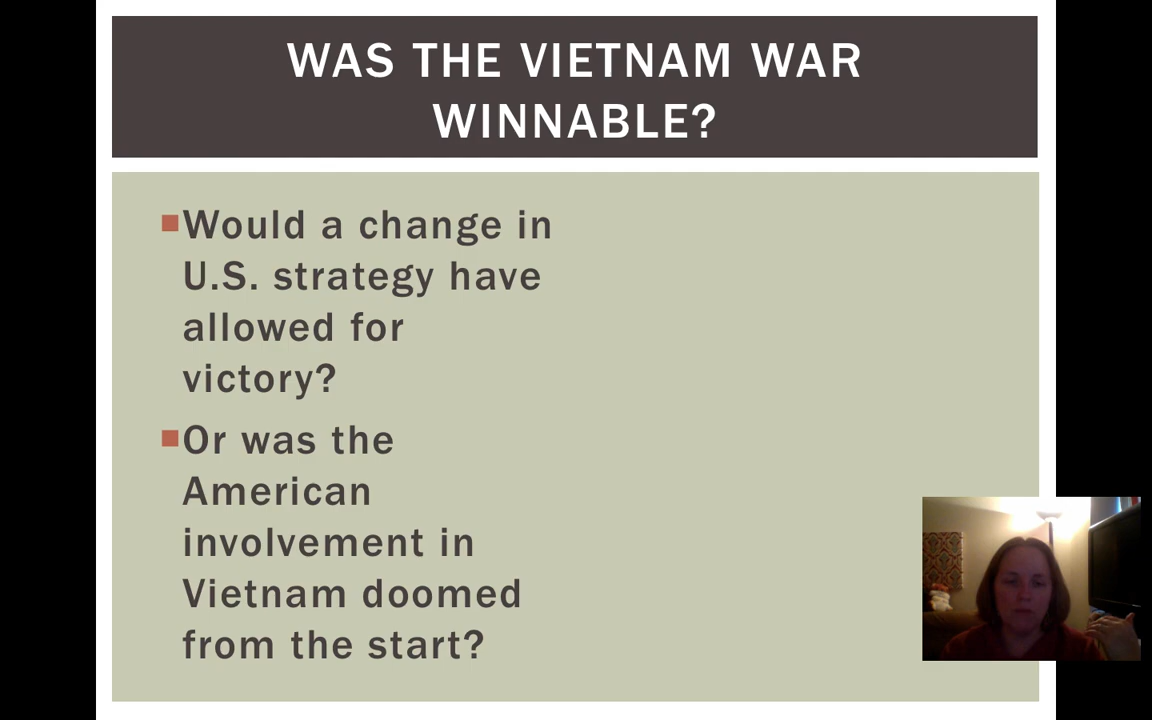 WAS THE VIETNAM WAR
WINNABLE?
Would a change in
U.S. strategy have
allowed for
victory?
Or was the
American
involvement in
Vietnam doomed
from the start?